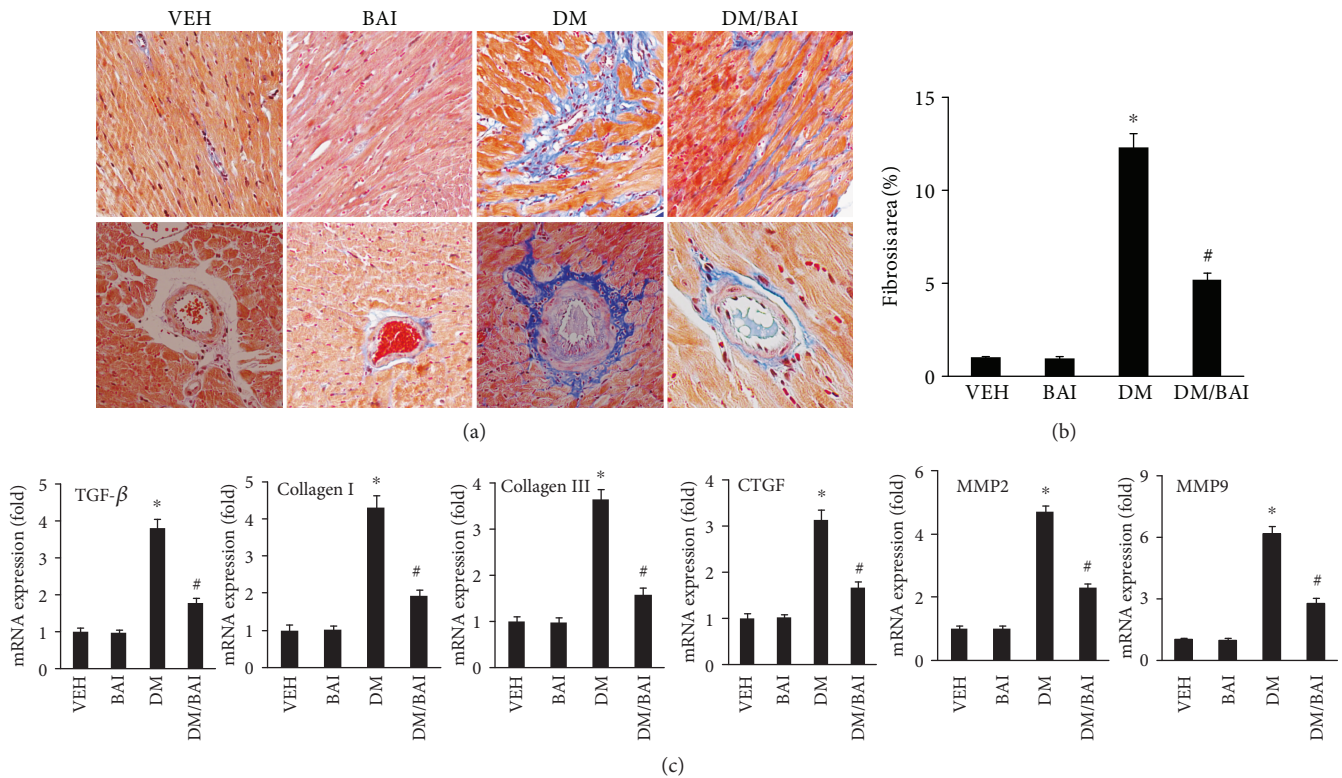 VEH BAI DM DM/BAI
(a)
Fibrosis area (%)
15
10
5
0
*
#
VEH BAI DM DM/BAI
(b)
mRNA expression (fold)
TGF-β
5
4
3
2
1
0
*
#
VEH BAI DM DM/BAI
mRNA expression (fold)
Collagen I
5
4
3
2
1
0
*
#
VEH BAI DM DM/BAI
mRNA expression (fold)
Collagen III
4
3
2
1
0
*
#
VEH BAI DM DM/BAI
mRNA expression (fold)
CTGF
4
3
2
1
0
*
#
VEH BAI DM DM/BAI
mRNA expression (fold)
MMP2
6
4
2
0
*
#
VEH BAI DM DM/BAI
mRNA expression (fold)
MMP9
9
6
3
0
*
#
VEH BAI DM DM/BAI
(c)